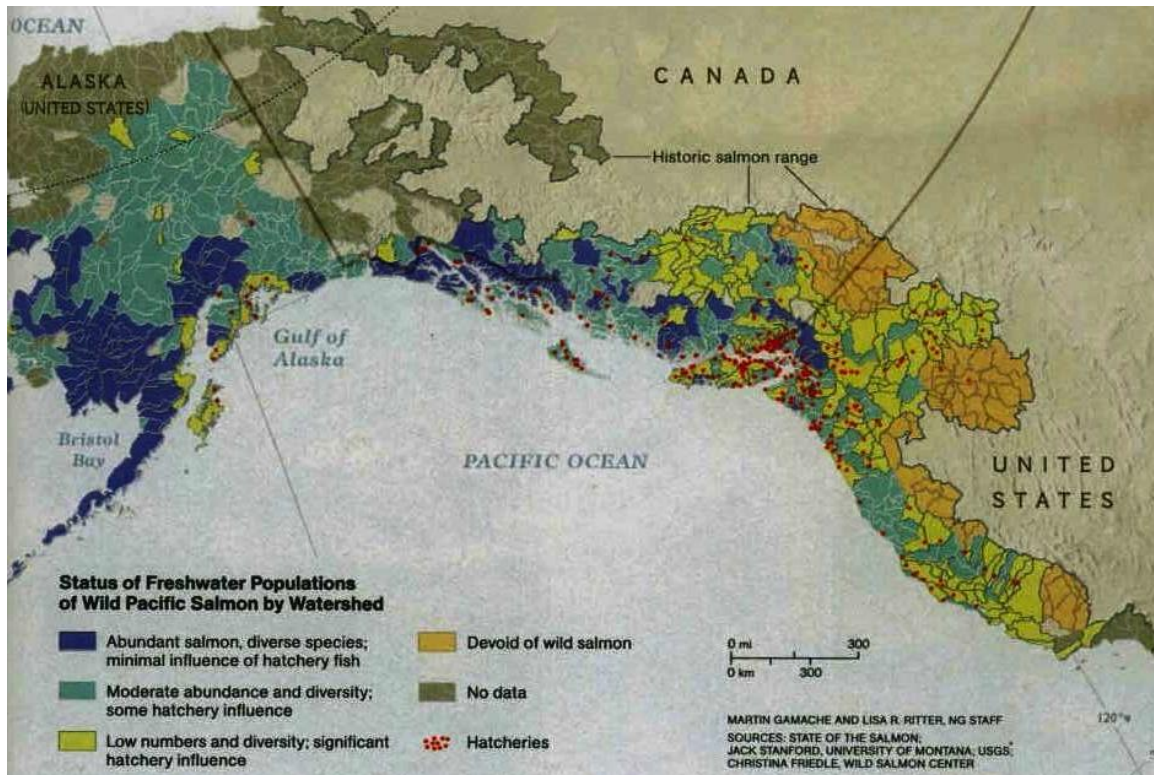 OCEAN
ALASKA
(UNITED STATES)
CANADA
Historic salmon range
Gulf of
Alaska
Bristol
Bay
PACIFIC OCEAN
UNITED
STATES
Status of Freshwater Populations
of Wild Pacific Salmon by Watershed
Abundant salmon, diverse species;
minimal influence of hatchery fish
Moderate abundance and diversity;
some hatchery influence
Low numbers and diversity; significant
hatchery influence
Devoid of wild salmon
No data
Hatcheries
0 mi 300
0 km 300
MARTIN GAMACHE AND LISA R. RITTER, NG STAFF
SOURCES: STATE OF THE SALMON;
JACK STANFORD, UNIVERSITY OF MONTANA; USGS;
CHRISTINA FRIEDLE, WILD SALMON CENTER
120°W